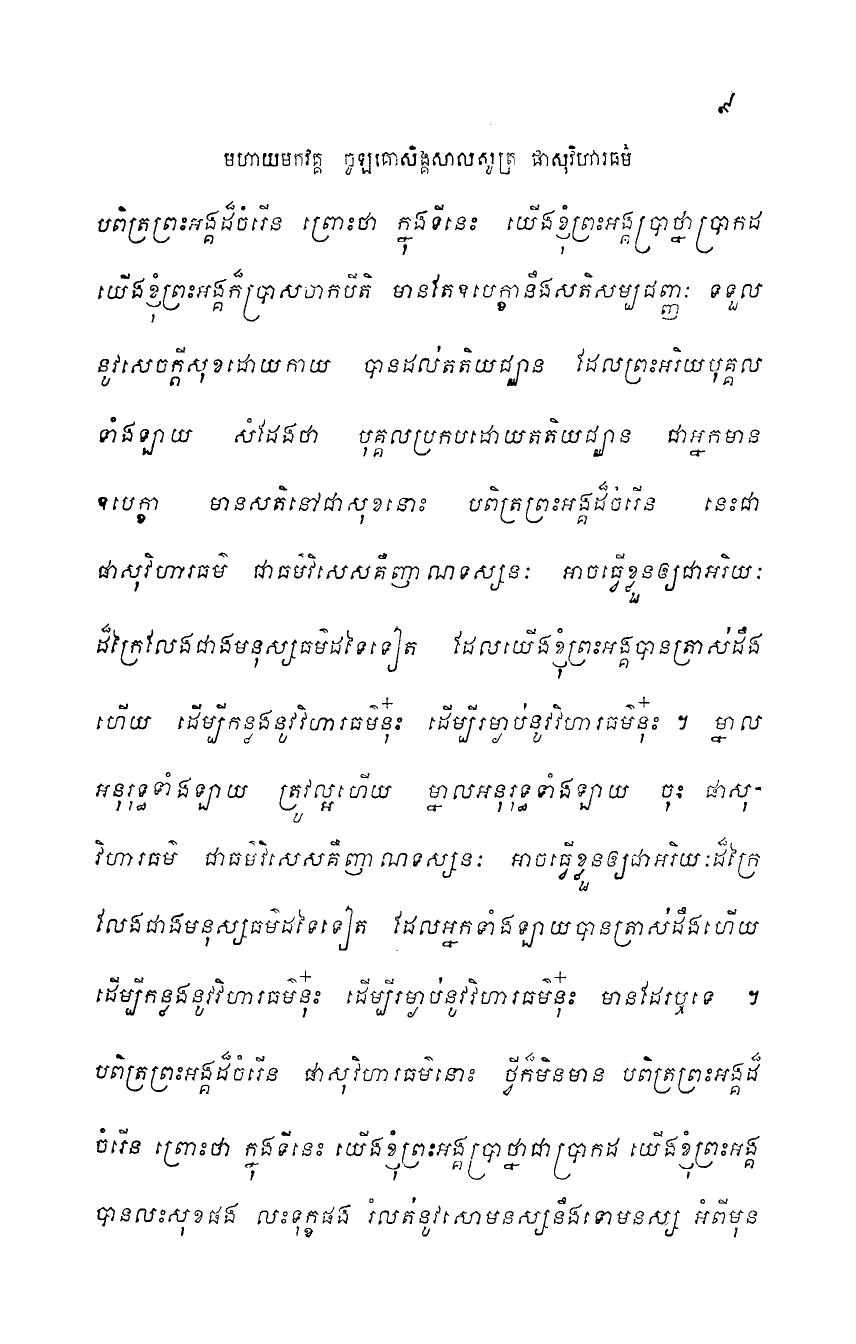 ៩
មហាយមកវគ្គ ចូឡគោសិង្គសាលសូត្រ ផាសុវិហារធម៌
បពិត្រព្រះអង្គដ៏ចំរើន ព្រោះថា ក្នុងទីនេះ យើងខ្ញុំព្រះអង្គប្រាថ្នាប្រាកដ
យើងខ្ញុំព្រះអង្គក៏ប្រាសចាកបីតិ មានតែឧបេក្ខានឹងសតិសម្បជញ្ញៈ ទទួល
នូវសេចក្តីសុខដោយកាយ បានដល់តតិយជ្ឈាន ដែលព្រះអរិយបុគ្គល
ទាំងឡាយ សំដែងថា បុគ្គលប្រកបដោយតតិយជ្ឈាន ជាអ្នកមាន
ឧបេក្ខា មានសតិនៅជាសុខនោះ បពិត្រព្រះអង្គដ៏ចំរើន នេះជា
ផាសុវិហារធម៌ ជាធម៌វិសេសគឺញាណទស្សនៈ អាចធ្វើខ្លួនឲ្យជាអរិយៈ
ដ៏ក្រៃលែងជាងមនុស្សធម៌ដទៃទៀត ដែលយើងខ្ញុំព្រះអង្គបានត្រាស់ដឹង
ហើយ ដើម្បីកន្លងនូវវិហារធម៌នុ៎ះ ដើម្បីរម្ងាប់នូវវិហារធម៌នុ៎ះ ។ ម្នាល
អនុរុទ្ធទាំងឡាយ ត្រូវល្អហើយ ម្នាលអនុរុទ្ធទាំងឡាយ ចុះ ផាសុ-
វិហារធម៌ ជាធម៌វិសេសគឺញាណទស្សនៈ អាចធ្វើខ្លួនឲ្យជាអរិយៈដ៏ក្រៃ
លែងជាងមនុស្សធម៌ដទៃទៀត ដែលអ្នកទាំងឡាយបានត្រាស់ដឹងហើយ
ដើម្បីកន្លងនូវវិហារធម៌នុ៎ះ ដើម្បីរម្ងាប់នូវវិហារធម៌នុ៎ះ មានដែរឬទេ ។
បពិត្រព្រះអង្គដ៏ចំរើន ផាសុវិហារធម៌នោះ ថ្វីក៏មិនមាន បពិត្រព្រះអង្គដ៏
ចំរើន ព្រោះថា ក្នុងទីនេះ យើងខ្ញុំព្រះអង្គប្រាថ្នាជាប្រាកដ យើងខ្ញុំព្រះអង្គ
បានលះសុខផង លះទុក្ខផង រំលត់នូវសោមនស្សនឹងទោមនស្ស អំពីមុន